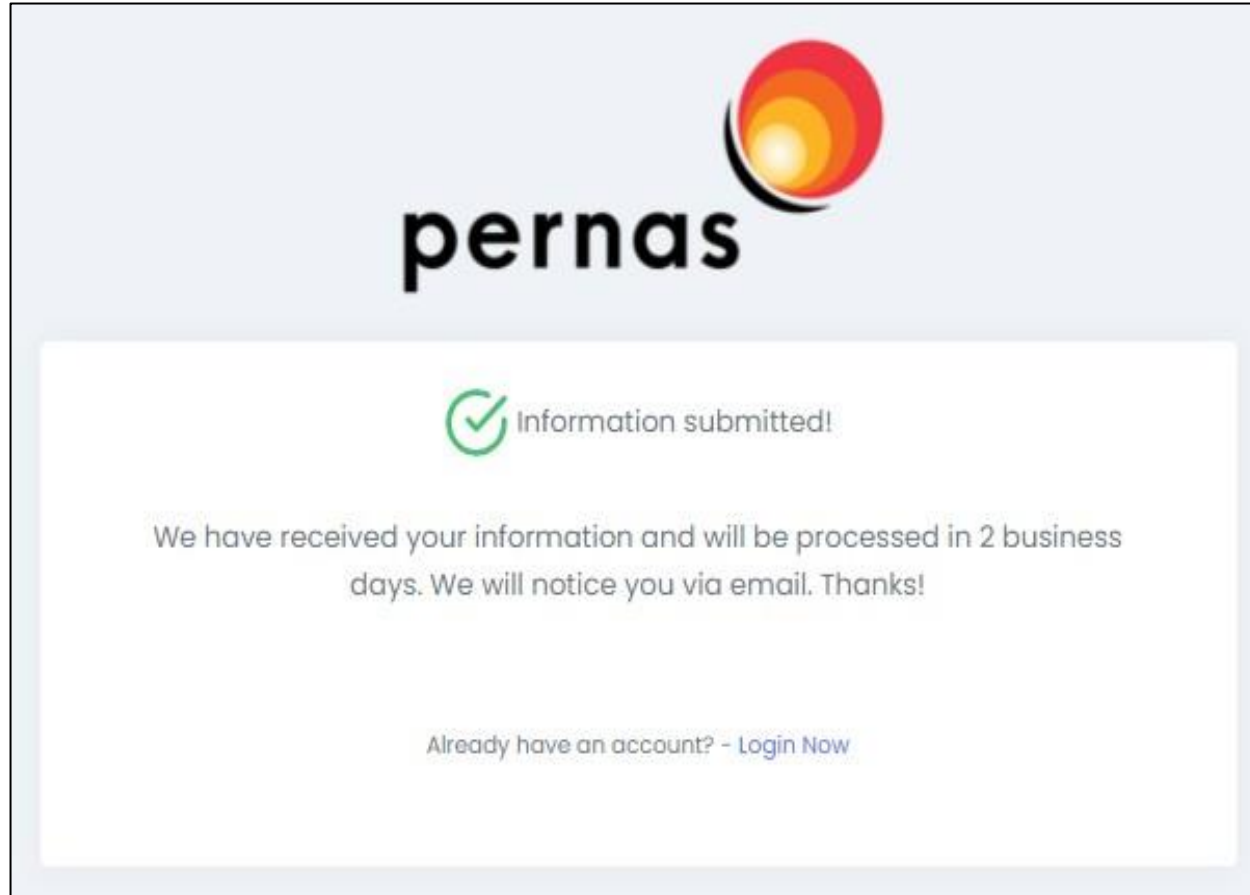 pernas
Information submitted!
We have received your information and will be processed in 2 business
days. We will notice you via email. Thanks!
Already have an account? - Login Now